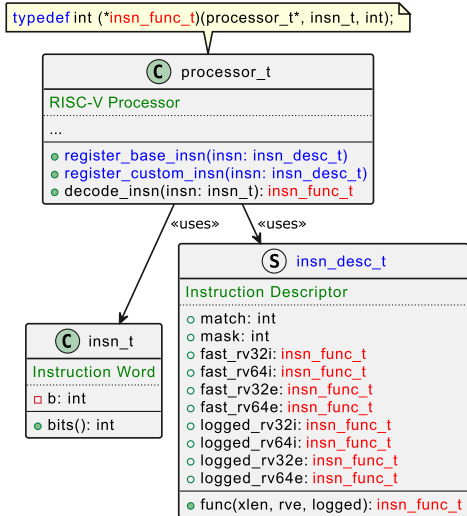 typedef int (*insn_func_t)(processor_t*, insn_t, int);
C processor_t
RISC-V Processor
...
register_base_insn(insn: insn_desc_t)
register_custom_insn(insn: insn_desc_t)
decode_insn(insn: insn_t): insn_func_t
«uses»
«uses»
C insn_t
Instruction Word
b: int
bits(): int
S insn_desc_t
Instruction Descriptor
match: int
mask: int
fast_rv32i: insn_func_t
fast_rv64i: insn_func_t
fast_rv32e: insn_func_t
fast_rv64e: insn_func_t
logged_rv32i: insn_func_t
logged_rv64i: insn_func_t
logged_rv32e: insn_func_t
logged_rv64e: insn_func_t
func(xlen, rve, logged): insn_func_t